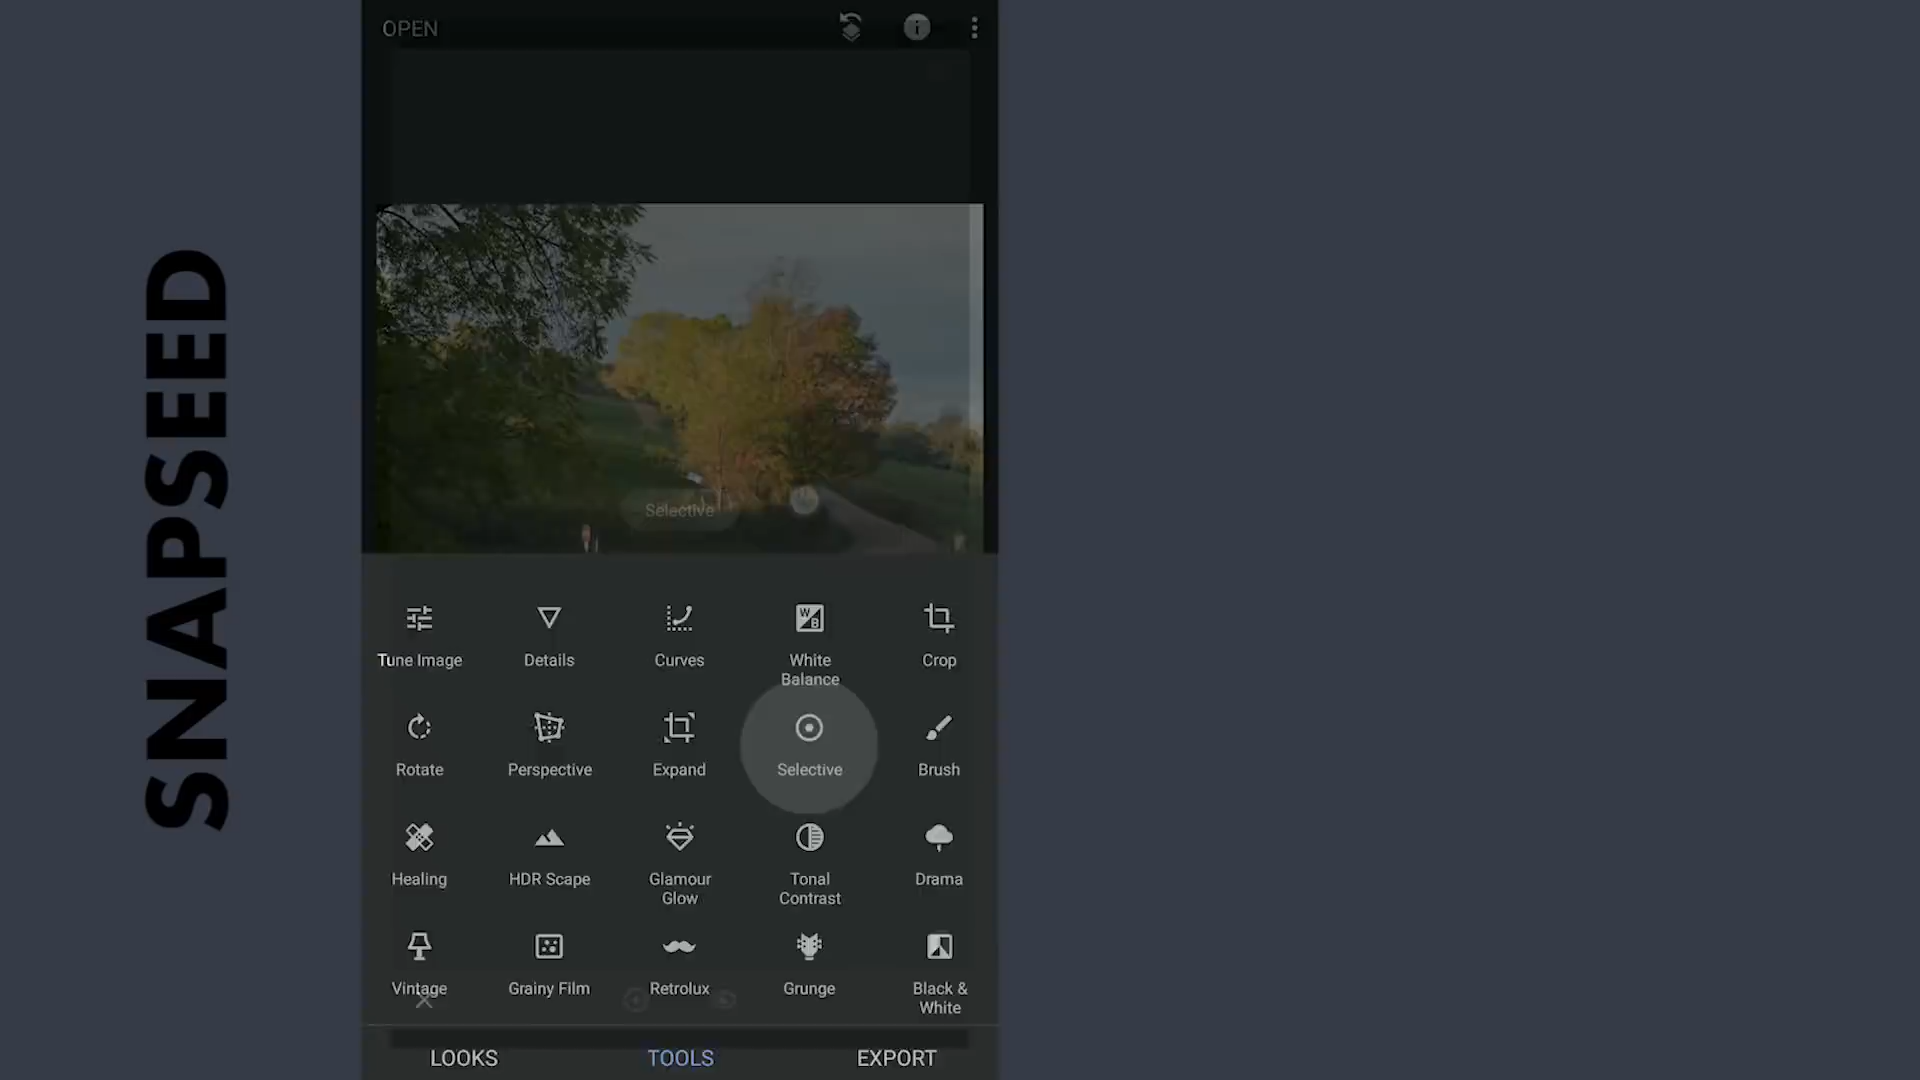 SNAPSEED
OPEN
Selective
Tune Image
Details
Curves
White
Balance
Crop
Rotate
Perspective
Expand
Selective
Brush
Healing
HDR Scape
Glamour
Glow
Tonal
Contrast
Drama
Vintage
Grainy Film
Retrolux
Grunge
Black &
White
LOOKS
TOOLS
EXPORT